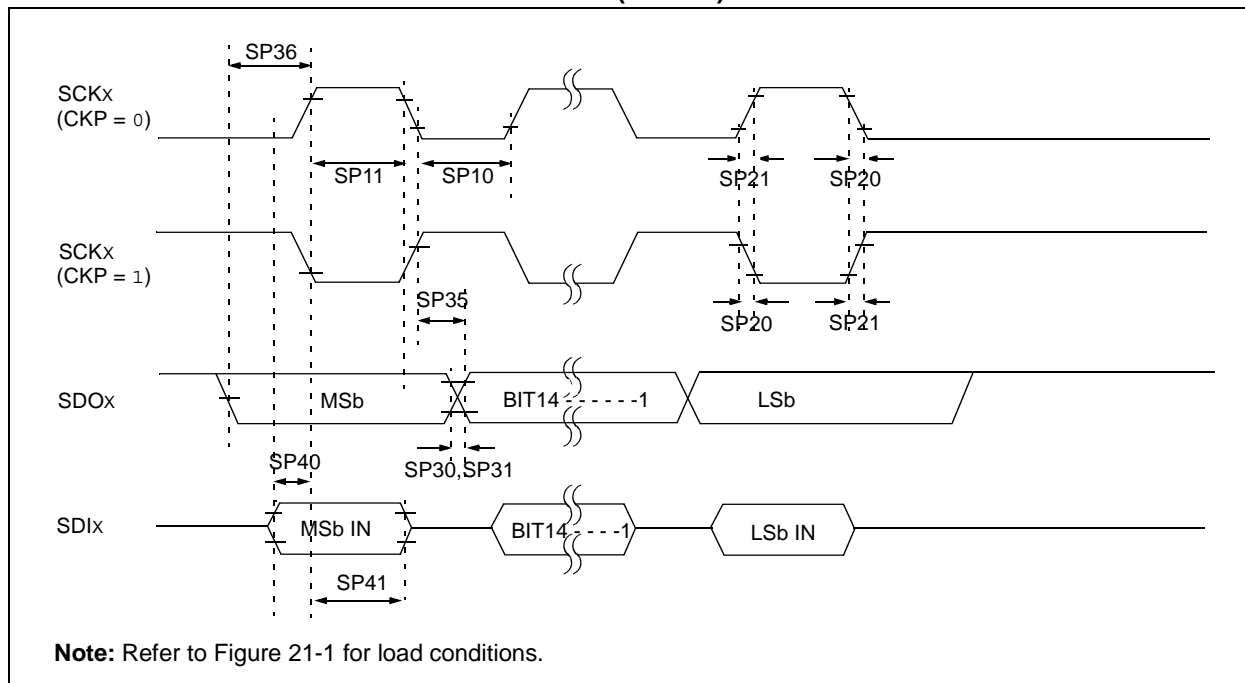 SP36
SCKx
(CKP = 0)
SP11
SP10
SP21
SP20
SCKx
(CKP = 1)
SP35
SP20
SP21
SDOx
MSb
BIT14 - - - - - -1
LSb
SP40
SP30,SP31
SDIx
MSb IN
BIT14 - - - -1
LSb IN
SP41
Note: Refer to Figure 21-1 for load conditions.